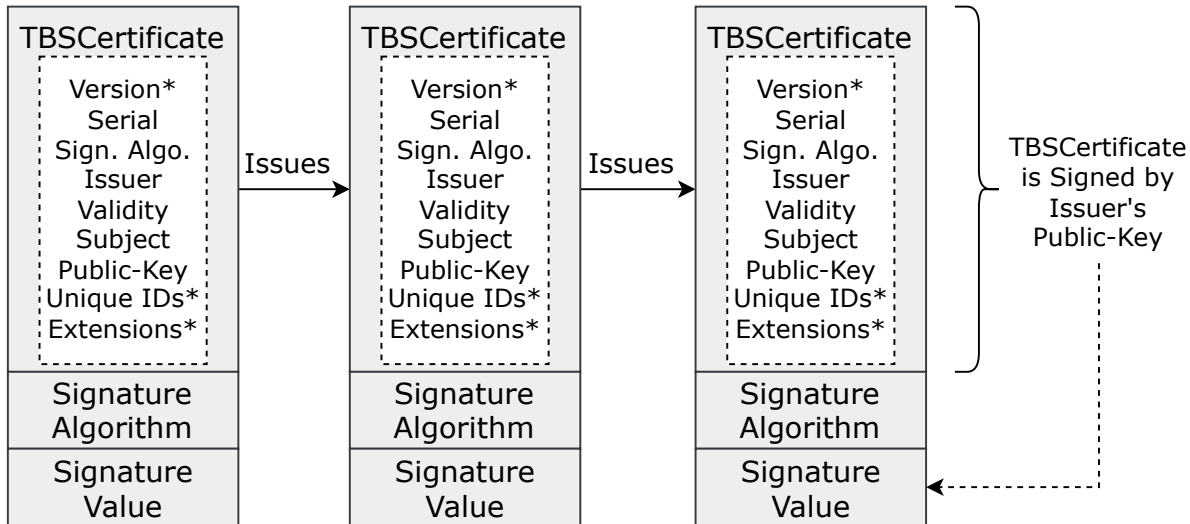 TBSCertificate
Version*
Serial
Sign. Algo.
Issuer
Validity
Subject
Public-Key
Unique IDs*
Extensions*
Signature
Algorithm
Signature
Value
Issues
TBSCertificate
Version*
Serial
Sign. Algo.
Issuer
Validity
Subject
Public-Key
Unique IDs*
Extensions*
Signature
Algorithm
Signature
Value
Issues
TBSCertificate
Version*
Serial
Sign. Algo.
Issuer
Validity
Subject
Public-Key
Unique IDs*
Extensions*
Signature
Algorithm
Signature
Value
TBSCertificate
is Signed by
Issuer's
Public-Key